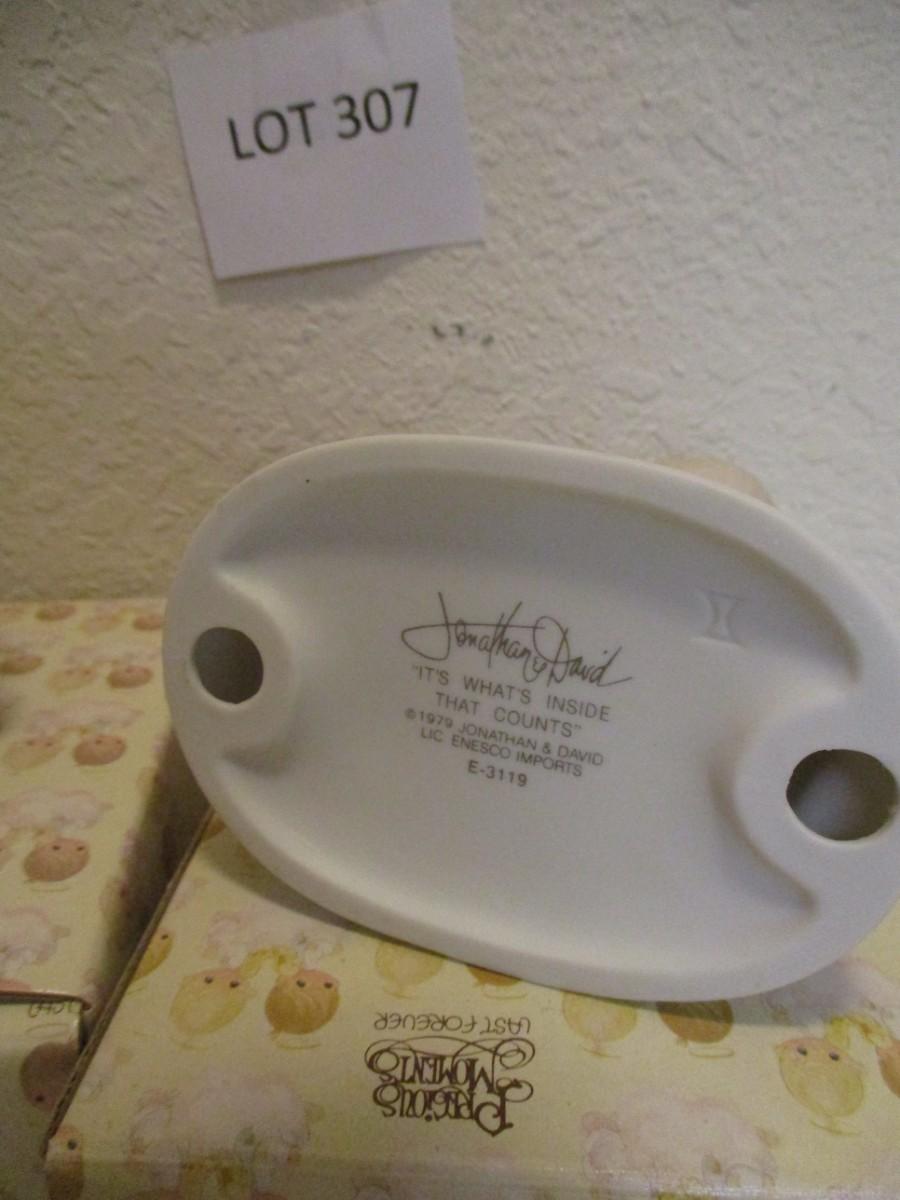 LOT 307
Jonathan & David
"IT'S WHAT'S INSIDE
THAT COUNTS"
©1979 JONATHAN & DAVID
LIC ENESCO IMPORTS
E-3119
LAST FOREVER
PRECIOUS
MOMENTS